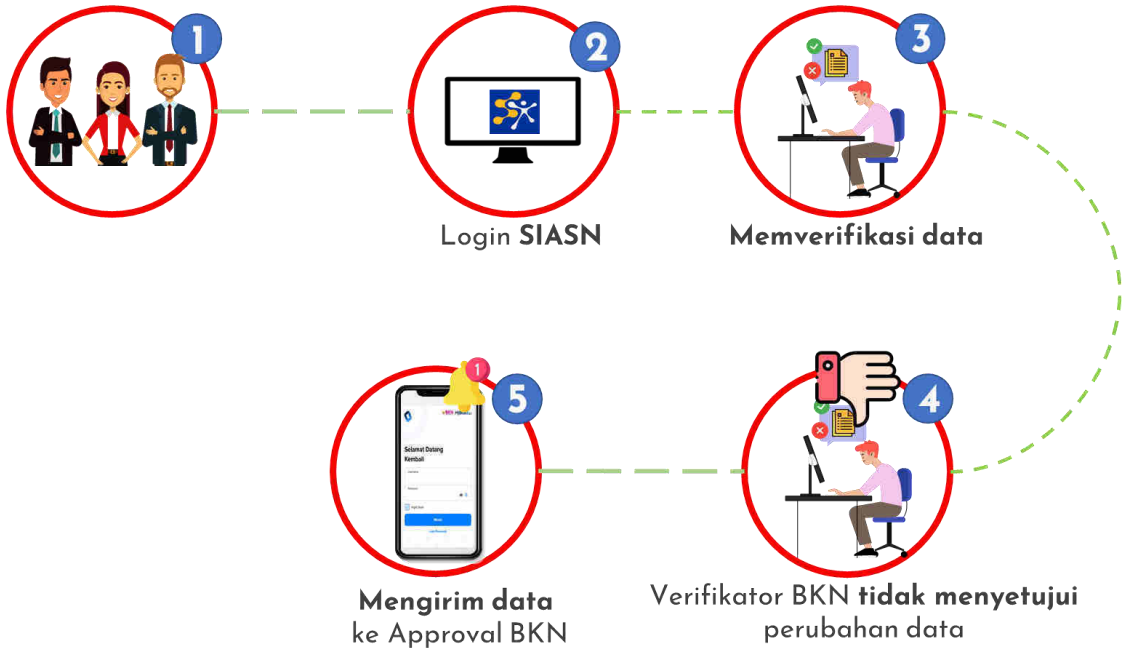 1
2
3
Login SIASN
Memverifikasi data
1
5
4
Selamat Datang
Kembali
Mengirim data
ke Approval BKN
Verifikator BKN tidak menyetujui
perubahan data